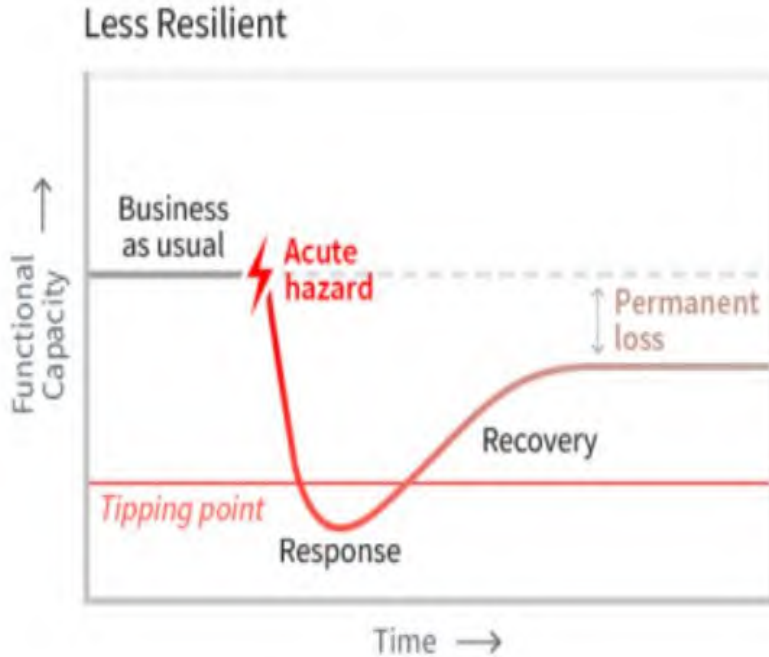 Less Resilient
Functional
Capacity
Business
as usual
Acute
hazard
Permanent
loss
Recovery
Tipping point
Response
Time